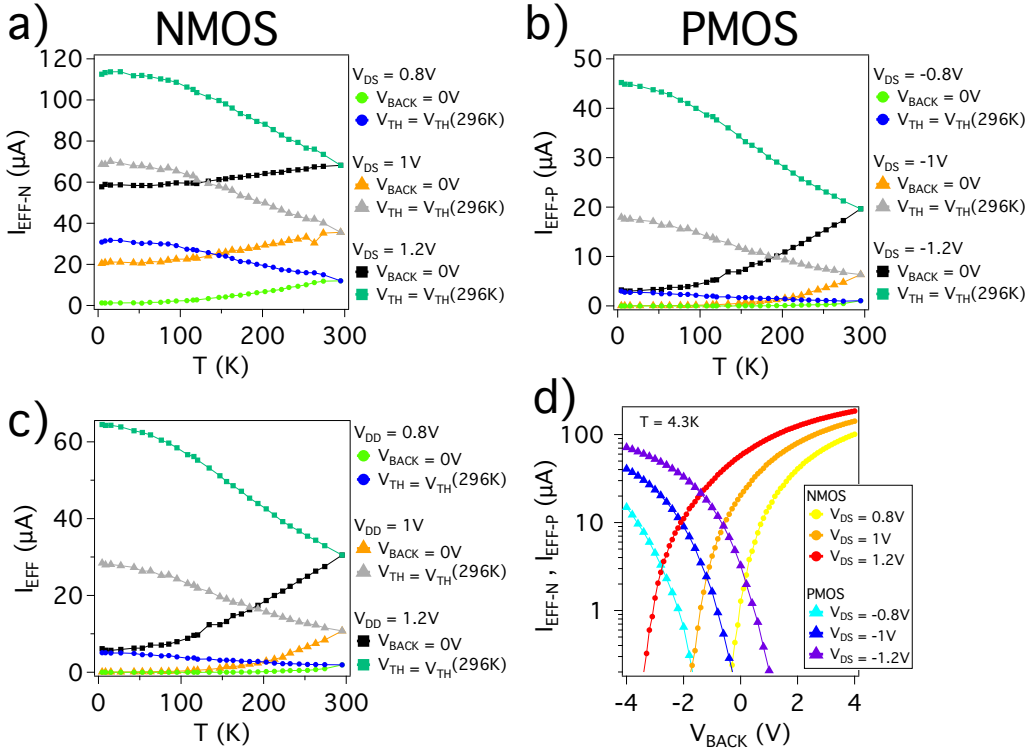 a) NMOS
120
100
80
60
40
20
0
I_EFF-N (μA)
0 100 200 300
T (K)
V_DS = 0.8V
V_BACK = 0V
V_TH = V_TH(296K)
V_DS = 1V
V_BACK = 0V
V_TH = V_TH(296K)
V_DS = 1.2V
V_BACK = 0V
V_TH = V_TH(296K)
b) PMOS
50
40
30
20
10
0
I_EFF-P (μA)
0 100 200 300
T (K)
V_DS = -0.8V
V_BACK = 0V
V_TH = V_TH(296K)
V_DS = -1V
V_BACK = 0V
V_TH = V_TH(296K)
V_DS = -1.2V
V_BACK = 0V
V_TH = V_TH(296K)
c)
60
40
20
0
I_EFF (μA)
0 100 200 300
T (K)
V_DD = 0.8V
V_BACK = 0V
V_TH = V_TH(296K)
V_DD = 1V
V_BACK = 0V
V_TH = V_TH(296K)
V_DD = 1.2V
V_BACK = 0V
V_TH = V_TH(296K)
d)
T = 4.3K
100
10
1
I_EFF-N , I_EFF-P (μA)
-4 -2 0 2 4
V_BACK (V)
NMOS
V_DS = 0.8V
V_DS = 1V
V_DS = 1.2V
PMOS
V_DS = -0.8V
V_DS = -1V
V_DS = -1.2V